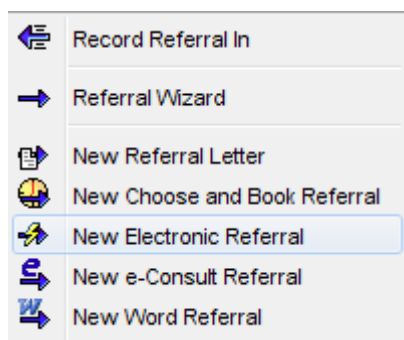 Record Referral In
Referral Wizard
New Referral Letter
New Choose and Book Referral
New Electronic Referral
New e-Consult Referral
New Word Referral